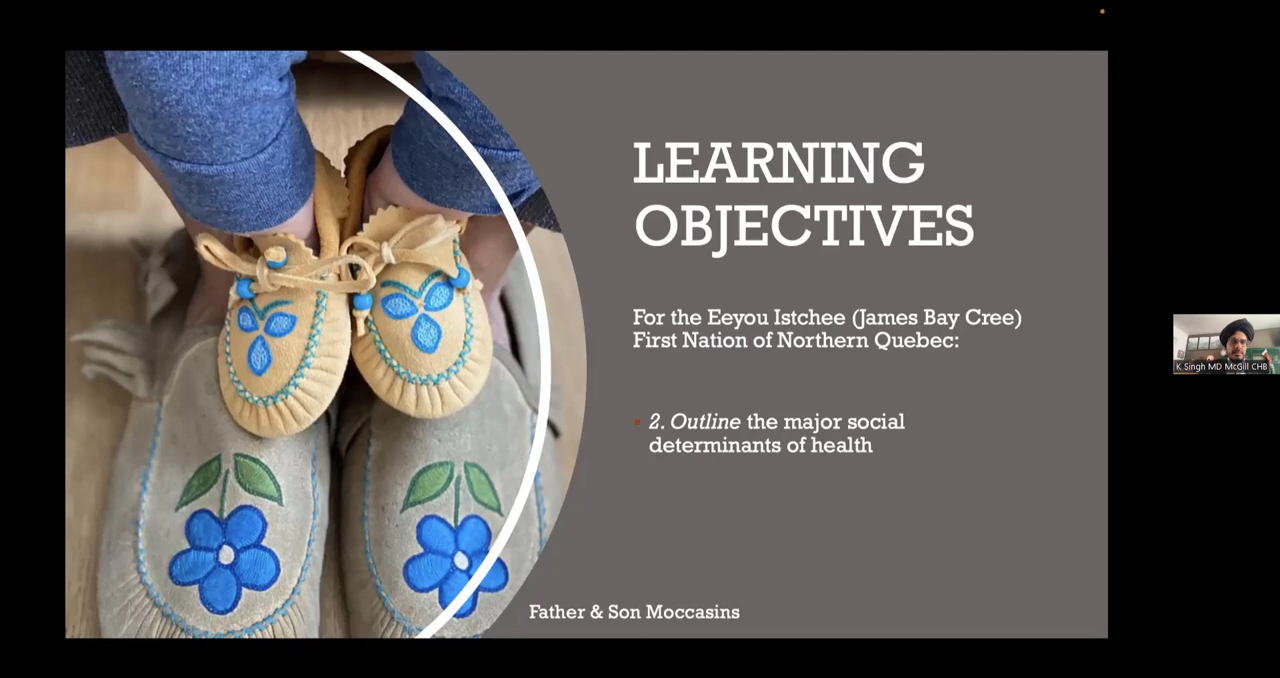 LEARNING
OBJECTIVES
For the Eeyou Istchee (James Bay Cree)
First Nation of Northern Quebec:
2. Outline the major social
determinants of health
Father & Son Moccasins
K Singh MD McGill CHB